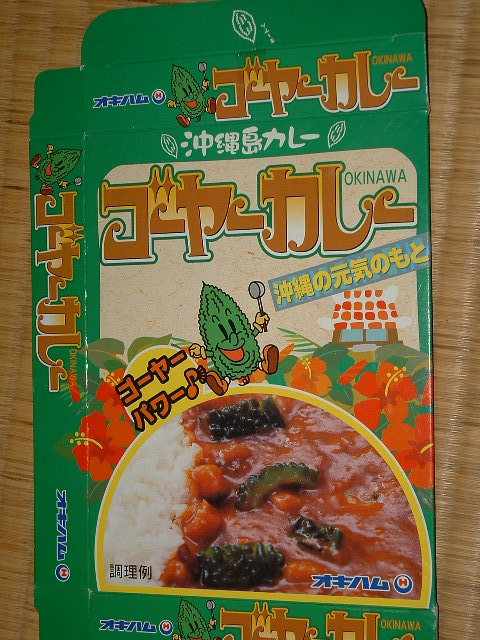 オキハム
ゴーヤーカレー
OKINAWA
沖縄島カレー
ゴーヤーカレー
OKINAWA
沖縄の元気のもと
ゴーヤー
パワー♪
調理例
オキハム
ゴーヤーカレー
OKINAWA
オキハム
オキハム
ゴーヤーカレー
OKINAWA